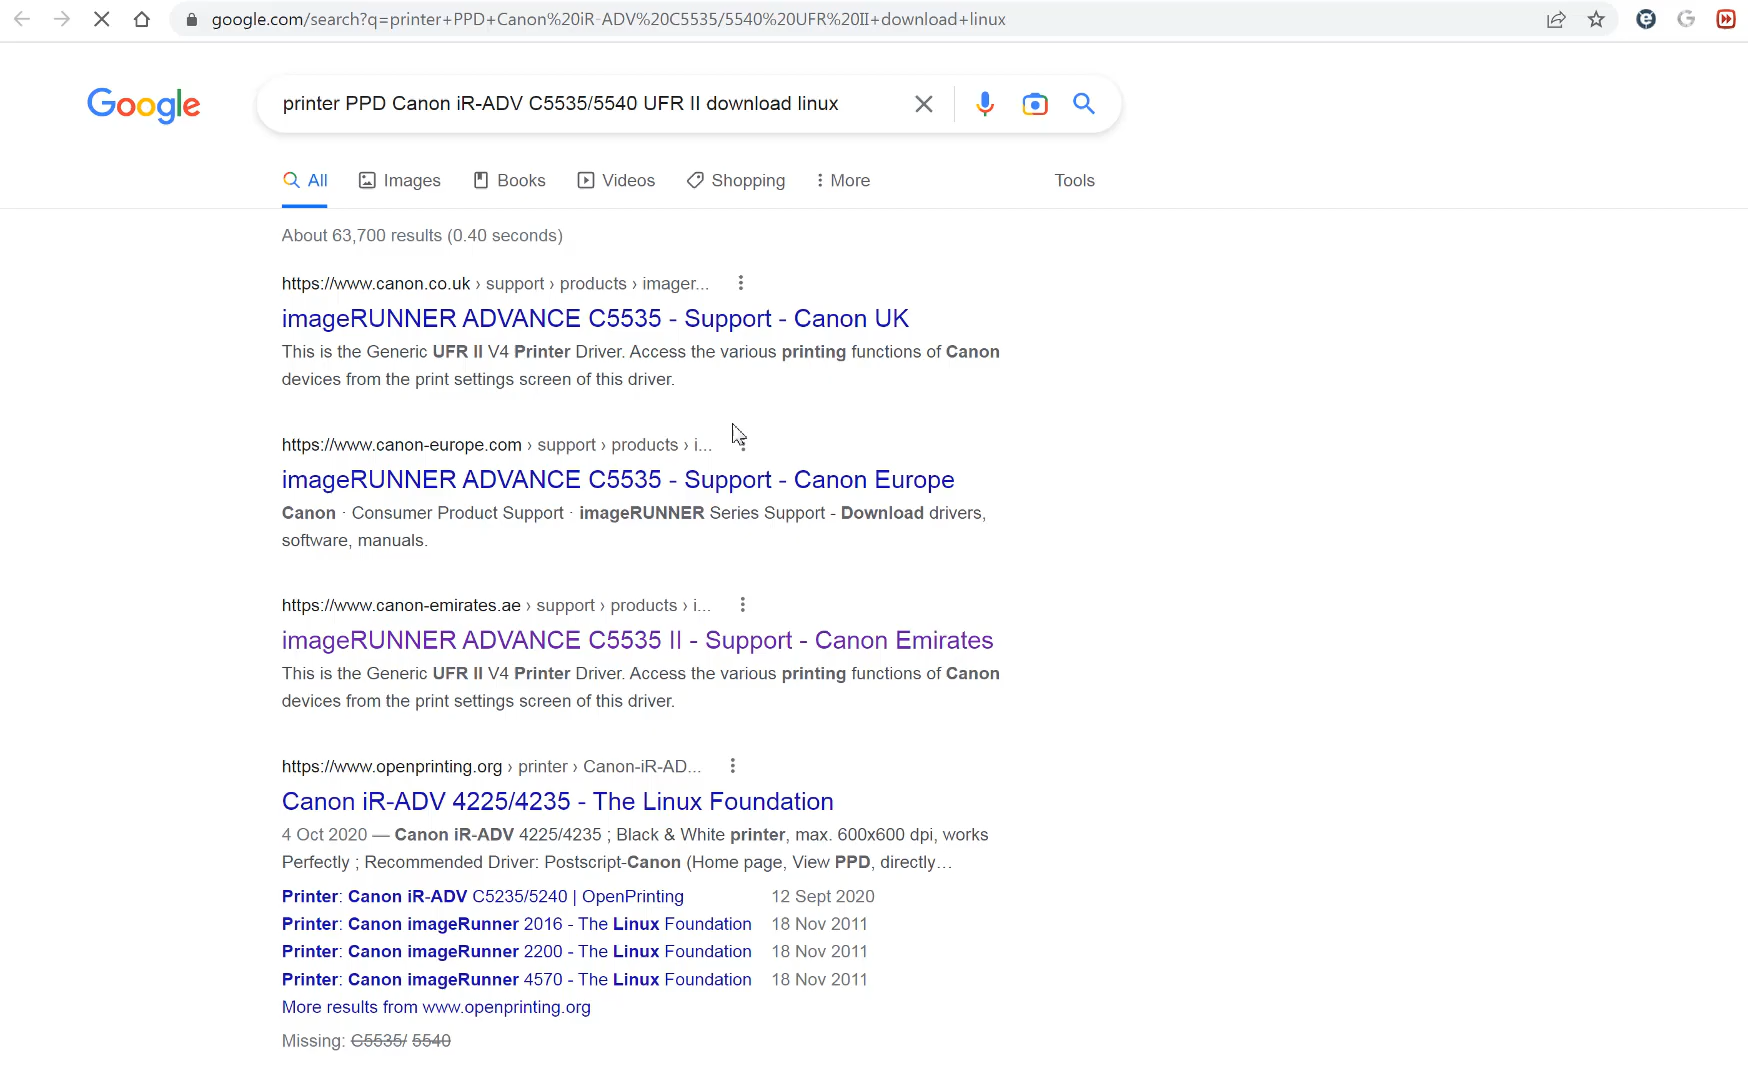 google.com/search?q=printer+PPD+Canon%20iR-ADV%20C5535/5540%20UFR%20II+download+linux
Google
printer PPD Canon iR-ADV C5535/5540 UFR II download linux
All
Images
Books
Videos
Shopping
More
Tools
About 63,700 results (0.40 seconds)
https://www.canon.co.uk › support › products › imager...
imageRUNNER ADVANCE C5535 - Support - Canon UK
This is the Generic UFR II V4 Printer Driver. Access the various printing functions of Canon
devices from the print settings screen of this driver.
https://www.canon-europe.com › support › products › i...
imageRUNNER ADVANCE C5535 - Support - Canon Europe
Canon · Consumer Product Support · imageRUNNER Series Support - Download drivers,
software, manuals.
https://www.canon-emirates.ae › support › products › i...
imageRUNNER ADVANCE C5535 II - Support - Canon Emirates
This is the Generic UFR II V4 Printer Driver. Access the various printing functions of Canon
devices from the print settings screen of this driver.
https://www.openprinting.org › printer › Canon-iR-AD...
Canon iR-ADV 4225/4235 - The Linux Foundation
4 Oct 2020 — Canon iR-ADV 4225/4235 ; Black & White printer, max. 600x600 dpi, works
Perfectly ; Recommended Driver: Postscript-Canon (Home page, View PPD, directly…
Printer: Canon iR-ADV C5235/5240 | OpenPrinting 12 Sept 2020
Printer: Canon imageRunner 2016 - The Linux Foundation 18 Nov 2011
Printer: Canon imageRunner 2200 - The Linux Foundation 18 Nov 2011
Printer: Canon imageRunner 4570 - The Linux Foundation 18 Nov 2011
More results from www.openprinting.org
Missing: C5535/ 5540